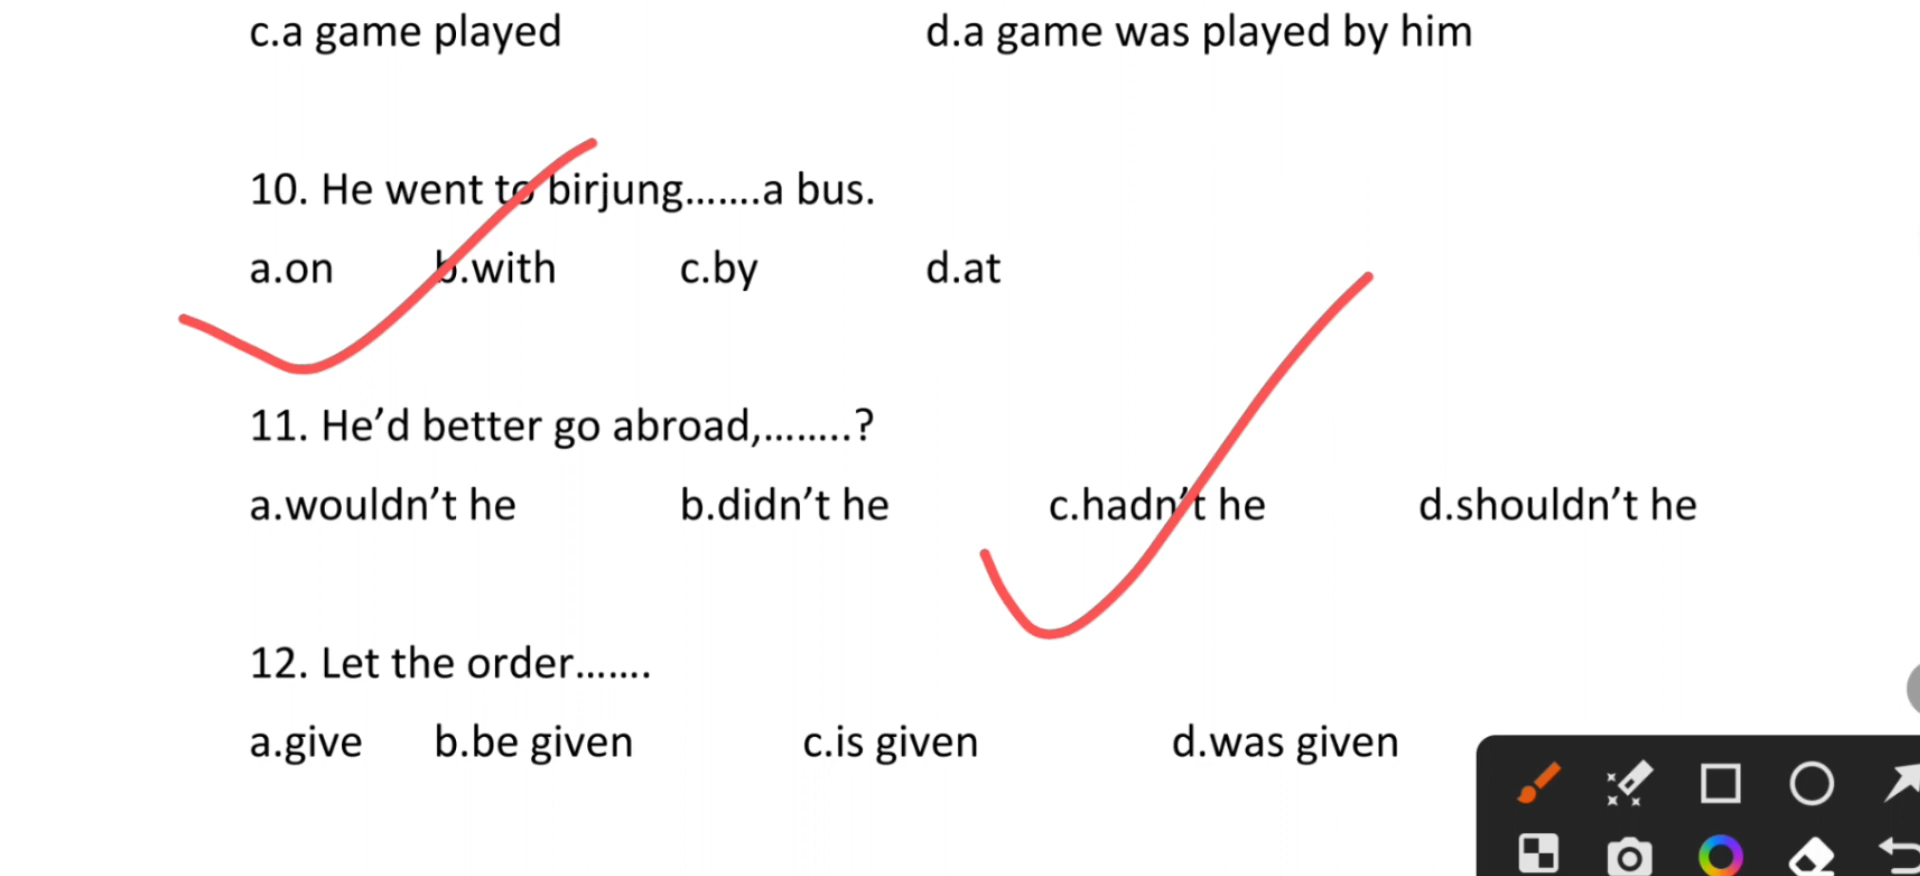 c.a game played d.a game was played by him
10. He went to birjung.......a bus.
a.on b.with c.by d.at
11. He’d better go abroad,........?
a.wouldn’t he b.didn’t he c.hadn’t he d.shouldn’t he
12. Let the order.......
a.give b.be given c.is given d.was given